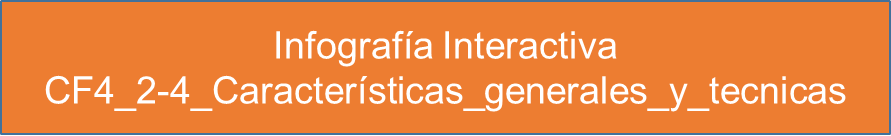 Infografía Interactiva
CF4_2-4_Características_generales_y_tecnicas